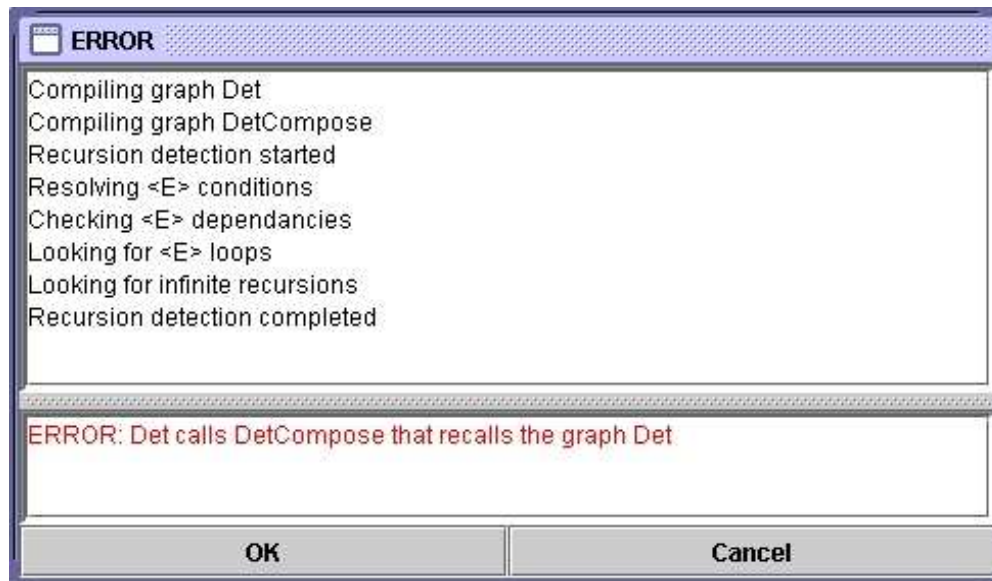 ERROR
Compiling graph Det
Compiling graph DetCompose
Recursion detection started
Resolving <E> conditions
Checking <E> dependancies
Looking for <E> loops
Looking for infinite recursions
Recursion detection completed
ERROR: Det calls DetCompose that recalls the graph Det
OK
Cancel